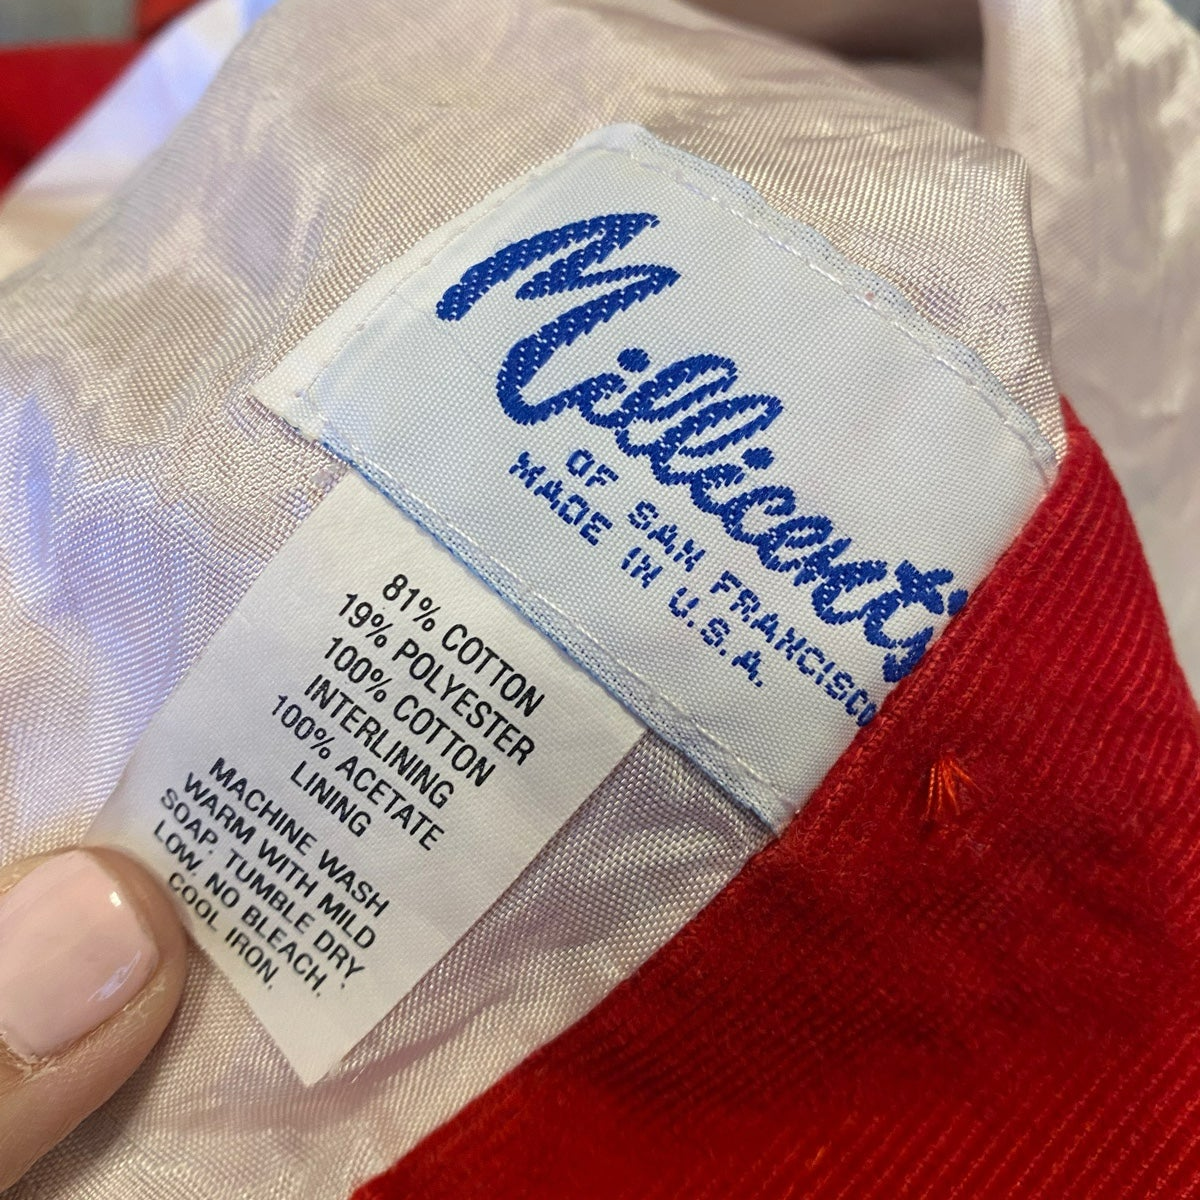 Millicent's
OF SAN FRANCISCO
MADE IN U.S.A.
81% COTTON
19% POLYESTER
100% COTTON
INTERLINING
100% ACETATE
LINING
MACHINE WASH
WARM WITH MILD
SOAP. TUMBLE DRY
LOW. NO BLEACH.
COOL IRON.